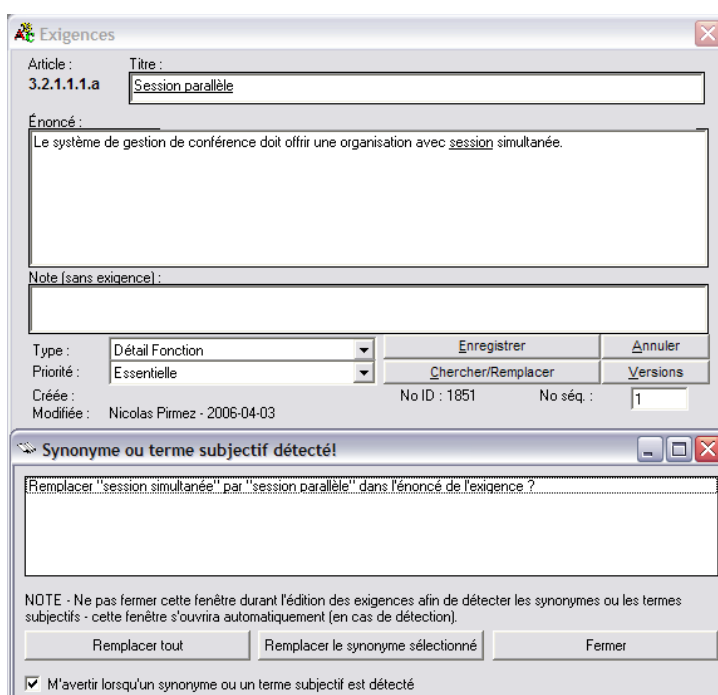 Exigences
Article : Titre :
3.2.1.1.1.a Session parallèle
Énoncé :
Le système de gestion de conférence doit offrir une organisation avec session simultanée.
Note (sans exigence) :
Type : Détail Fonction Enregistrer Annuler
Priorité : Essentielle Chercher/Remplacer Versions
Créée : No ID : 1851 No séq. : 1
Modifiée : Nicolas Pirmez - 2006-04-03
Synonyme ou terme subjectif détecté!
Remplacer "session simultanée" par "session parallèle" dans l'énoncé de l'exigence ?
NOTE - Ne pas fermer cette fenêtre durant l'édition des exigences afin de détecter les synonymes ou les termes
subjectifs - cette fenêtre s'ouvrira automatiquement (en cas de détection).
Remplacer tout Remplacer le synonyme sélectionné Fermer
M'avertir lorsqu'un synonyme ou un terme subjectif est détecté